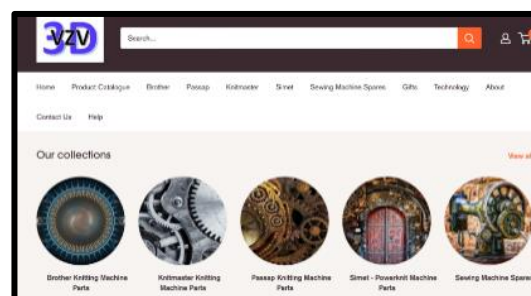 3D
VZV
Search...
Home Product Catalogue Brother Passap Knitmaster Simet Sewing Machine Spares Gifts Technology About
Contact Us Help
Our collections
View all
Brother Knitting Machine Parts
Knitmaster Knitting Machine Parts
Passap Knitting Machine Parts
Simet - Powerknit Machine Parts
Sewing Machine Spares